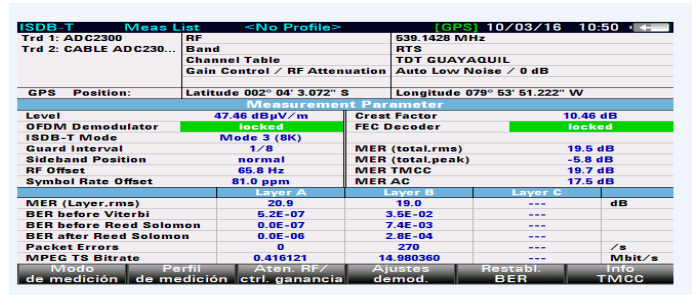 ISDB-T Meas List <No Profile> [GPS] 10/03/16 10:50
Trd 1: ADC2300 RF 539.1428 MHz
Trd 2: CABLE ADC230... Band RTS
Channel Table TDT GUAYAQUIL
Gain Control / RF Attenuation Auto Low Noise / 0 dB
GPS Position: Latitude 002° 04' 3.072" S Longitude 079° 53' 51.222" W
Measurement Parameter
Level 47.46 dBµV/m Crest Factor 10.46 dB
OFDM Demodulator locked FEC Decoder locked
ISDB-T Mode Mode 3 (8K)
Guard Interval 1/8 MER (total,rms) 19.5 dB
Sideband Position normal MER (total,peak) -5.8 dB
RF Offset 65.8 Hz MER TMCC 19.7 dB
Symbol Rate Offset 81.0 ppm MER AC 17.5 dB
Layer A Layer B Layer C
MER (Layer,rms) 20.9 19.0 --- dB
BER before Viterbi 5.2E-07 3.5E-02 ---
BER before Reed Solomon 0.0E-07 7.4E-03 ---
BER after Reed Solomon 0.0E-06 2.8E-04 ---
Packet Errors 0 270 --- /s
MPEG TS Bitrate 0.416121 14.980360 --- Mbit/s
Modo Perfil Aten. RF/ Ajustes Restabl. Info
de medición de medición ctrl. ganancia demod. BER TMCC